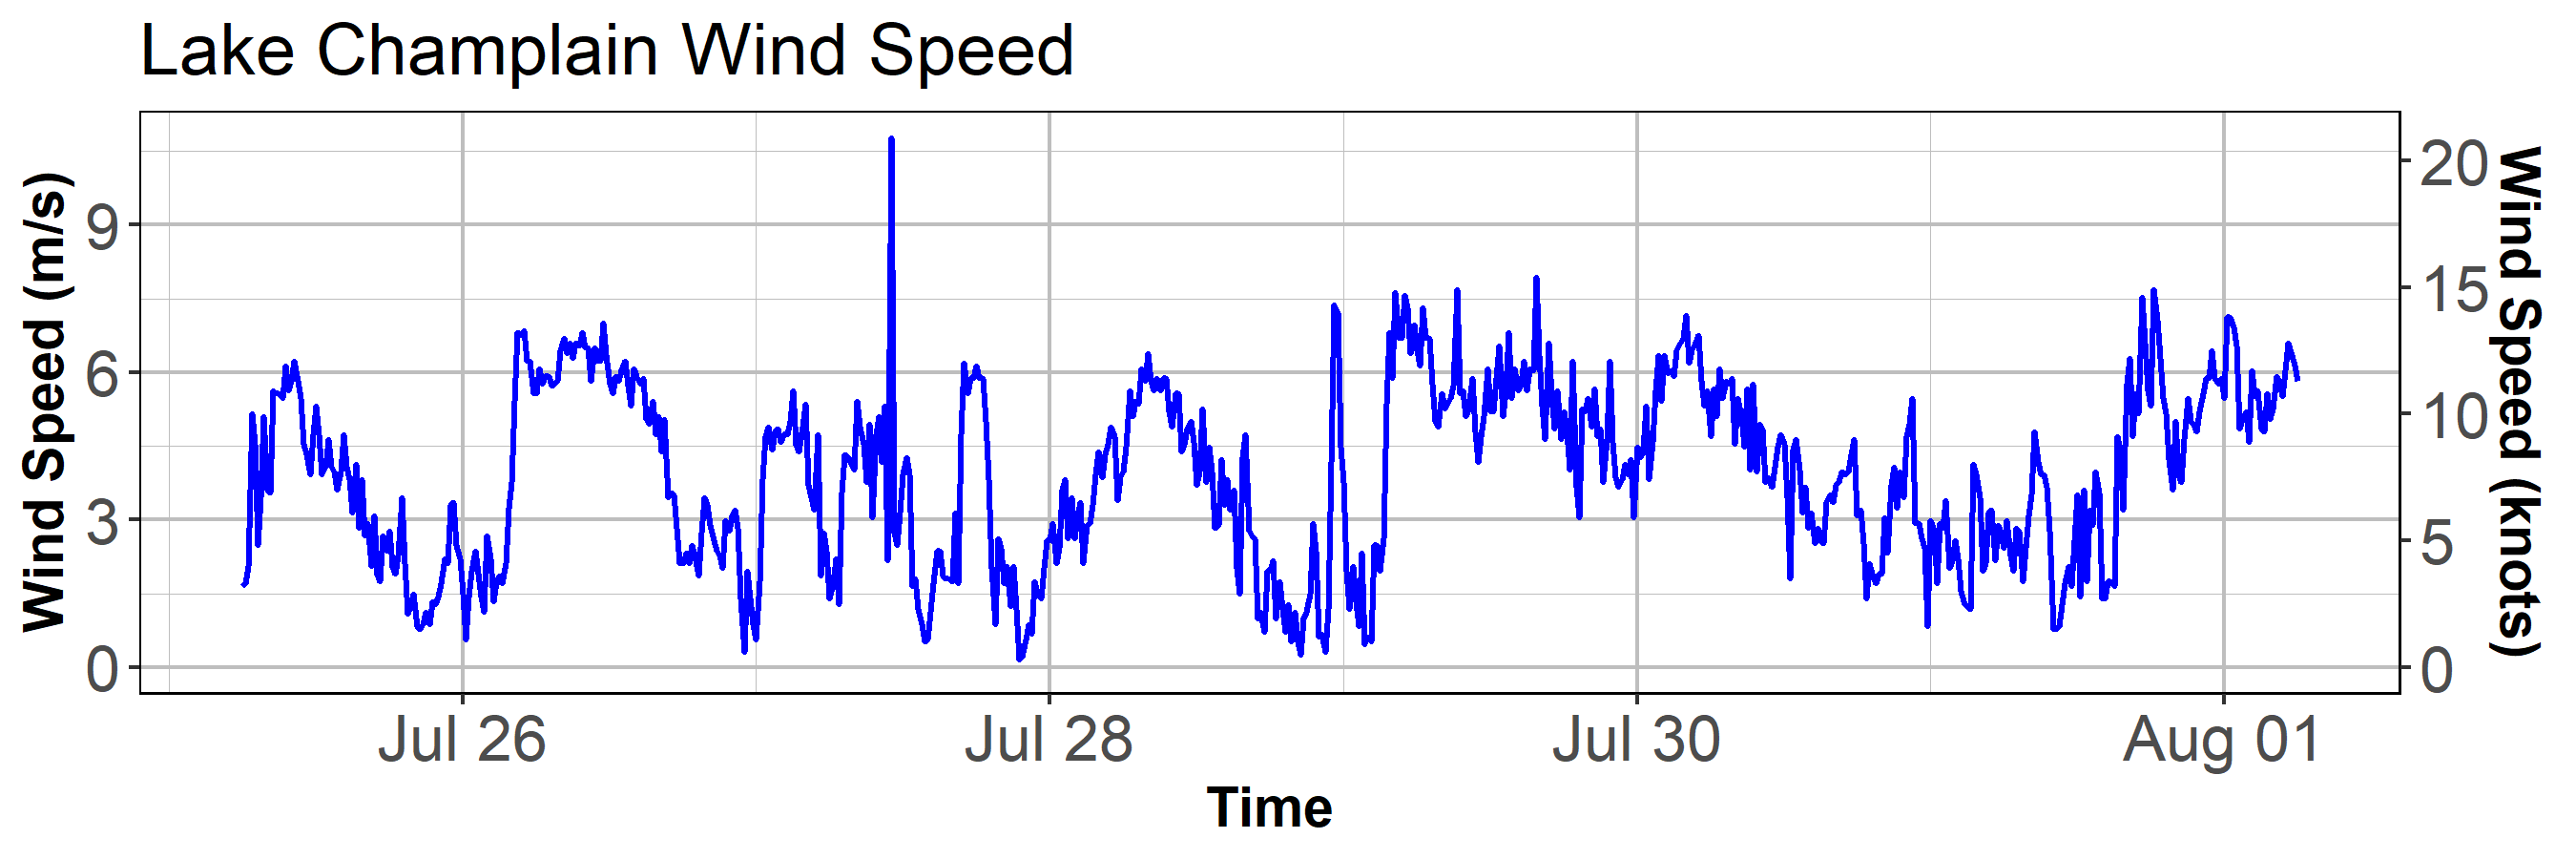 Lake Champlain Wind Speed
Wind Speed (m/s)
9
6
3
0
20
15
10
5
0
Wind Speed (knots)
Jul 26
Jul 28
Jul 30
Aug 01
Time